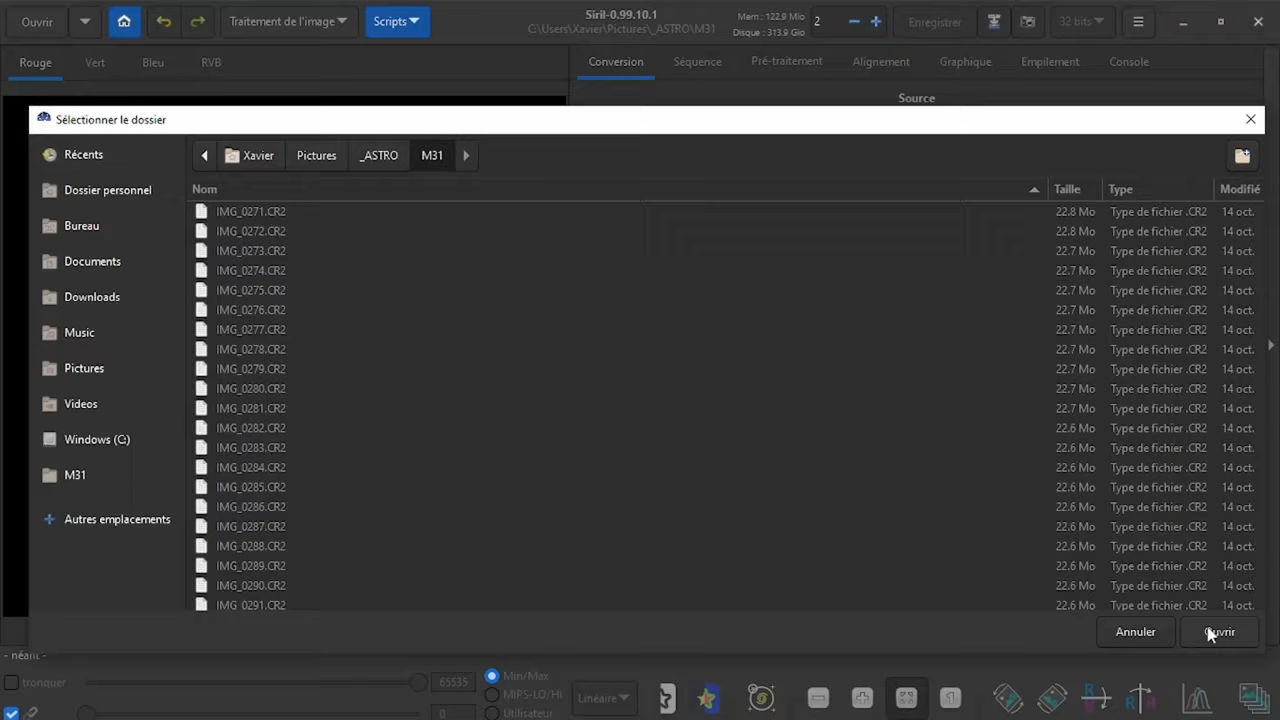 Ouvrir
Traitement de l'image
Scripts
Siril-0.99.10.1
C:\Users\Xavier\Pictures\_ASTRO\M31
Mem : 122.9 Mio
Disque : 313.9 Gio
2
Enregistrer
32 bits
Rouge
Vert
Bleu
RVB
Conversion
Séquence
Pré-traitement
Alignement
Graphique
Empilement
Console
Source
Sélectionner le dossier
Récents
Dossier personnel
Bureau
Documents
Downloads
Music
Pictures
Videos
Windows (C:)
M31
Autres emplacements
Xavier
Pictures
_ASTRO
M31
Nom Taille Type Modifié
IMG_0271.CR2 22.8 Mo Type de fichier .CR2 14 oct.
IMG_0272.CR2 22.8 Mo Type de fichier .CR2 14 oct.
IMG_0273.CR2 22.7 Mo Type de fichier .CR2 14 oct.
IMG_0274.CR2 22.7 Mo Type de fichier .CR2 14 oct.
IMG_0275.CR2 22.7 Mo Type de fichier .CR2 14 oct.
IMG_0276.CR2 22.7 Mo Type de fichier .CR2 14 oct.
IMG_0277.CR2 22.7 Mo Type de fichier .CR2 14 oct.
IMG_0278.CR2 22.7 Mo Type de fichier .CR2 14 oct.
IMG_0279.CR2 22.7 Mo Type de fichier .CR2 14 oct.
IMG_0280.CR2 22.7 Mo Type de fichier .CR2 14 oct.
IMG_0281.CR2 22.7 Mo Type de fichier .CR2 14 oct.
IMG_0282.CR2 22.6 Mo Type de fichier .CR2 14 oct.
IMG_0283.CR2 22.6 Mo Type de fichier .CR2 14 oct.
IMG_0284.CR2 22.6 Mo Type de fichier .CR2 14 oct.
IMG_0285.CR2 22.6 Mo Type de fichier .CR2 14 oct.
IMG_0286.CR2 22.6 Mo Type de fichier .CR2 14 oct.
IMG_0287.CR2 22.6 Mo Type de fichier .CR2 14 oct.
IMG_0288.CR2 22.6 Mo Type de fichier .CR2 14 oct.
IMG_0289.CR2 22.6 Mo Type de fichier .CR2 14 oct.
IMG_0290.CR2 22.6 Mo Type de fichier .CR2 14 oct.
IMG_0291.CR2 22.6 Mo Type de fichier .CR2 14 oct.
Annuler
Ouvrir
- néant -
tronquer
65535
0
Min/Max
MIPS-LO/HI
Utilisateur
Linéaire